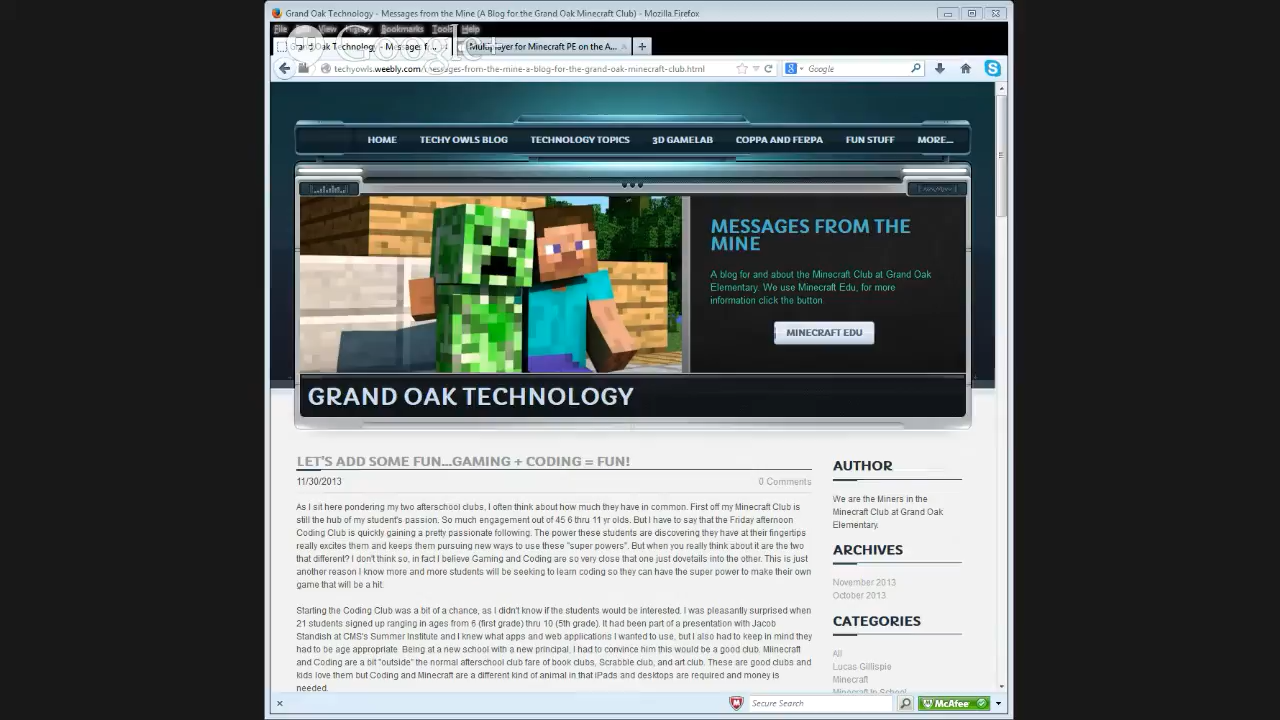 Grand Oak Technology - Messages from the Mine (A Blog for the Grand Oak Minecraft Club) - Mozilla Firefox
File View History Bookmarks Tools Help
Google+
Grand Oak Technology - Messages f... Multiplayer for Minecraft PE on the A...
techyowls.weebly.com/messages-from-the-mine-a-blog-for-the-grand-oak-minecraft-club.html
Google
HOME TECHY OWLS BLOG TECHNOLOGY TOPICS 3D GAMELAB COPPA AND FERPA FUN STUFF MORE...
MESSAGES FROM THE
MINE
A blog for and about the Minecraft Club at Grand Oak
Elementary. We use Minecraft Edu, for more
information click the button
MINECRAFT EDU
GRAND OAK TECHNOLOGY
LET'S ADD SOME FUN...GAMING + CODING = FUN!
11/30/2013
0 Comments
As I sit here pondering my two afterschool clubs, I often think about how much they have in common. First off my Minecraft Club is
still the hub of my student's passion. So much engagement out of 45 6 thru 11 yr olds. But I have to say that the Friday afternoon
Coding Club is quickly gaining a pretty passionate following. The power these students are discovering they have at their fingertips
really excites them and keeps them pursuing new ways to use these "super powers". But when you really think about it are the two
that different? I don't think so, in fact I believe Gaming and Coding are so very close that one just dovetails into the other. This is just
another reason I know more and more students will be seeking to learn coding so they can have the super power to make their own
game that will be a hit.
Starting the Coding Club was a bit of a chance, as I didn't know if the students would be interested. I was pleasantly surprised when
21 students signed up ranging in ages from 6 (first grade) thru 10 (5th grade). It had been part of a presentation with Jacob
Standish at CMS's Summer Institute and I knew what apps and web applications I wanted to use, but I also had to keep in mind they
had to be age appropriate. Being at a new school with a new principal, I had to convince him this would be a good club. Minecraft
and Coding are a bit "outside" the normal afterschool club fare of book clubs, Scrabble club, and art club. These are good clubs and
kids love them but Coding and Minecraft are a different kind of animal in that iPads and desktops are required and money is
needed.
AUTHOR
We are the Miners in the
Minecraft Club at Grand Oak
Elementary.
ARCHIVES
November 2013
October 2013
CATEGORIES
All
Lucas Gillispie
Minecraft
Minecraft In School
Secure Search
McAfee